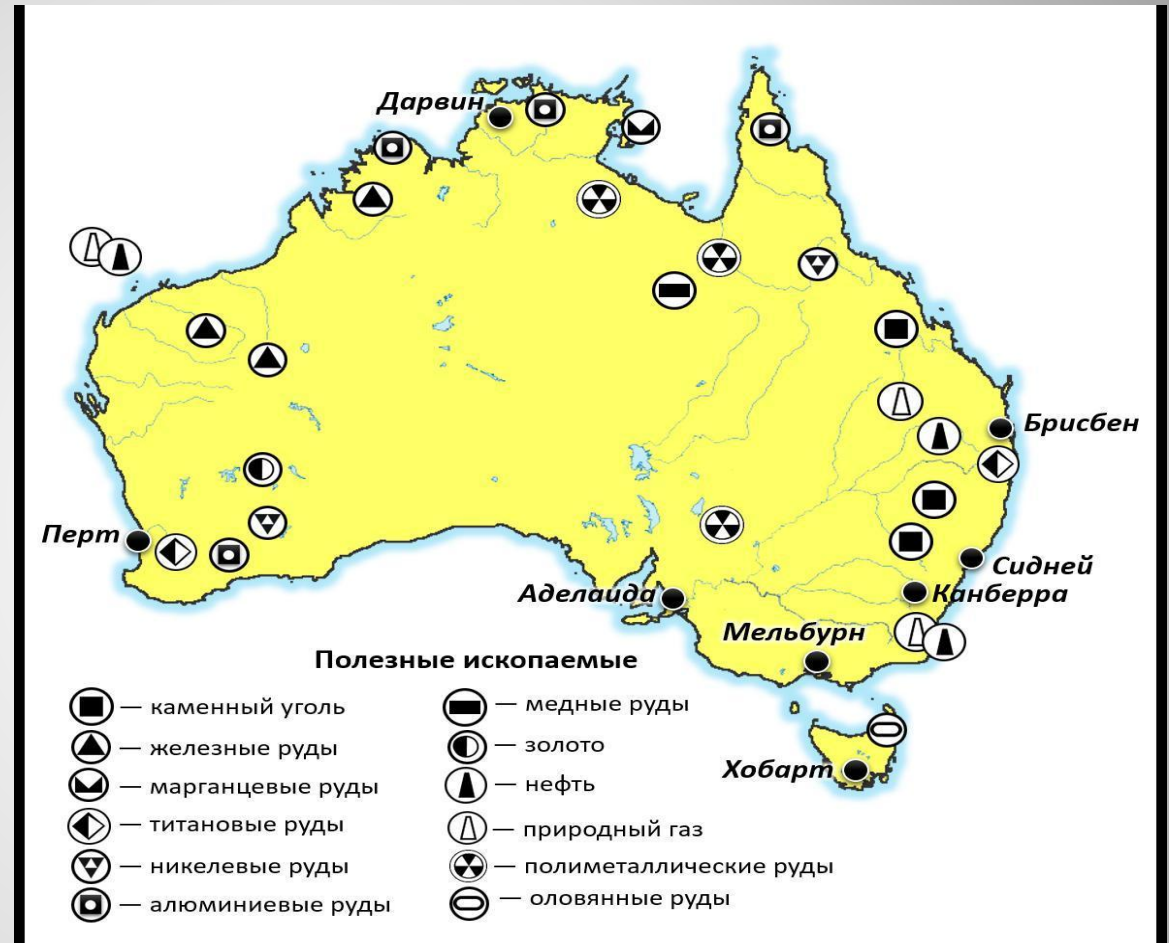 Дарвин
Брисбен
Перт
Сидней
Аделаида
Канберра
Мельбурн
Полезные ископаемые
— каменный уголь
— медные руды
— железные руды
— золото
— марганцевые руды
— нефть
— титановые руды
— природный газ
— никелевые руды
— полиметаллические руды
— алюминиевые руды
— оловянные руды
Хобарт